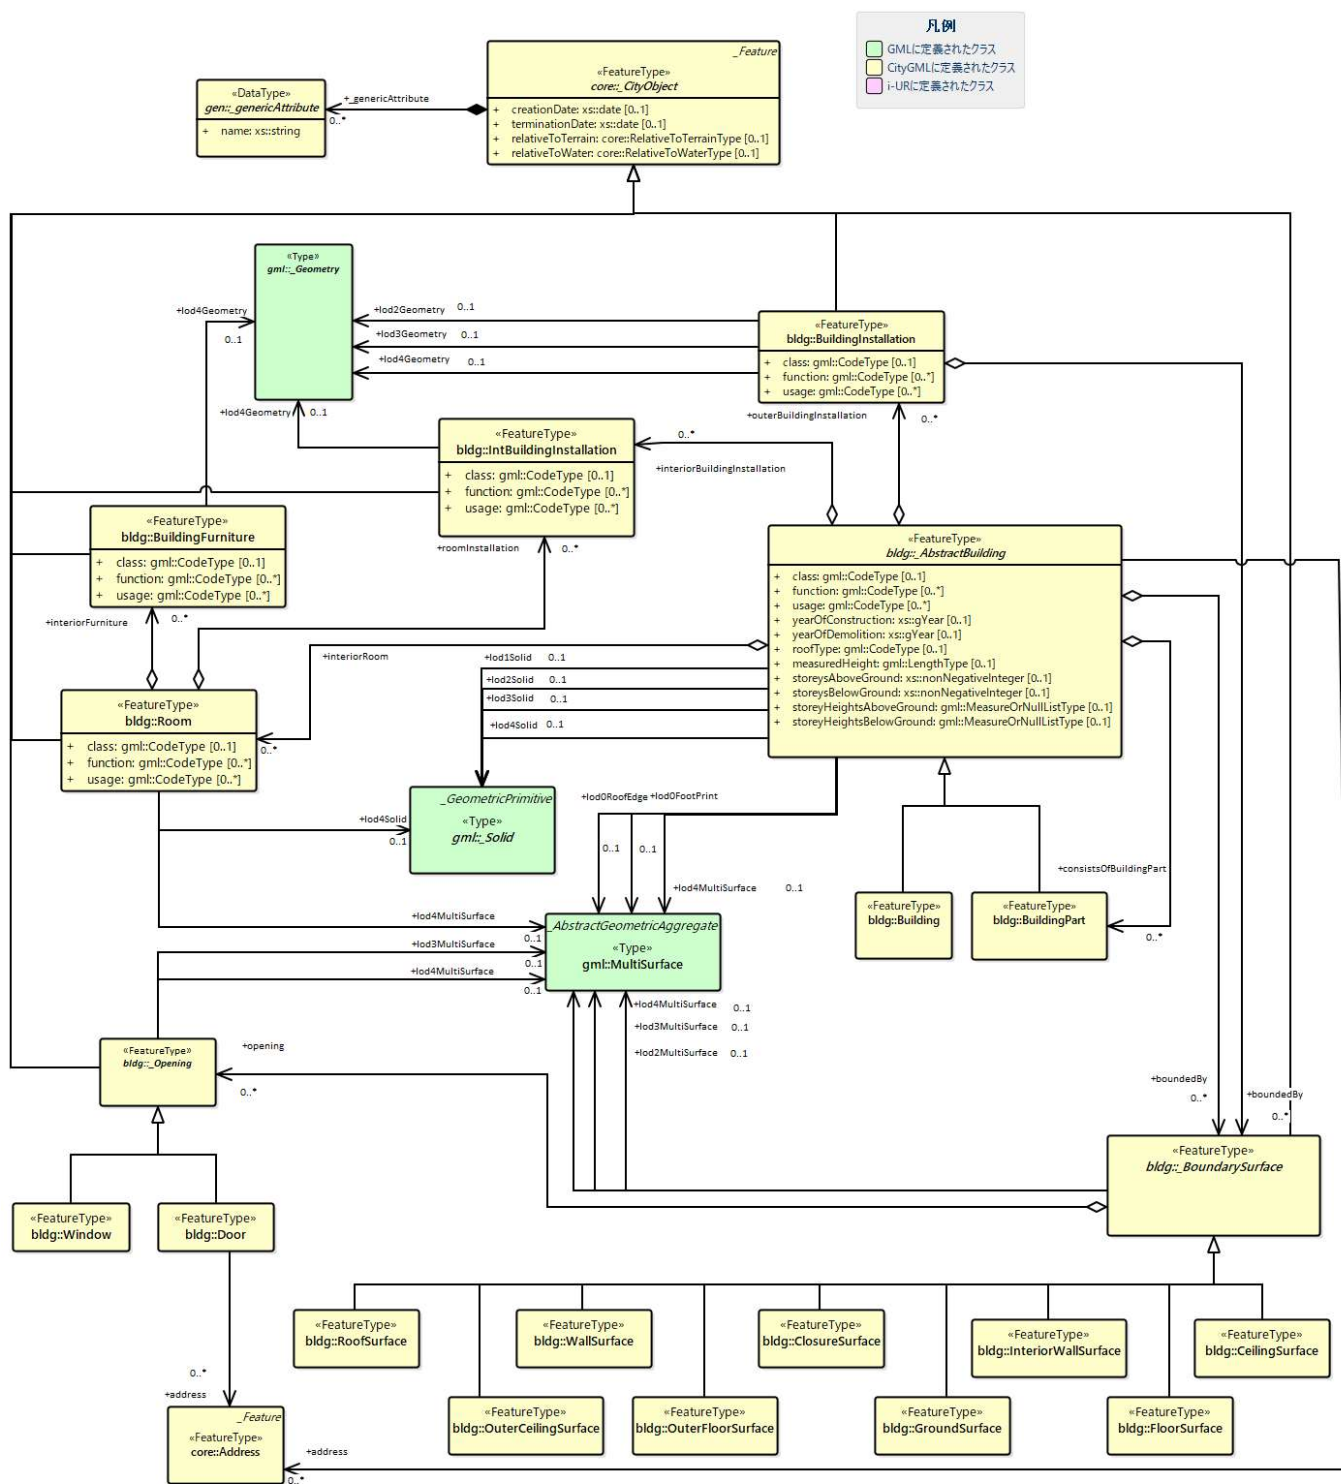 凡例
GMLに定義されたクラス
CityGMLに定義されたクラス
i-URに定義されたクラス
_Feature
«FeatureType»
core::_CityObject
+ creationDate: xs::date [0..1]
+ terminationDate: xs::date [0..1]
+ relativeToTerrain: core::RelativeToTerrainType [0..1]
+ relativeToWater: core::RelativeToWaterType [0..1]
«DataType»
gen::_genericAttribute
+ name: xs::string
+_genericAttribute
0..*
«Type»
gml::_Geometry
+lod4Geometry
0..1
+lod2Geometry 0..1
+lod3Geometry 0..1
+lod4Geometry 0..1
+lod4Geometry 0..1
«FeatureType»
bldg::BuildingInstallation
+ class: gml::CodeType [0..1]
+ function: gml::CodeType [0..*]
+ usage: gml::CodeType [0..*]
+outerBuildingInstallation
0..*
«FeatureType»
bldg::IntBuildingInstallation
+ class: gml::CodeType [0..1]
+ function: gml::CodeType [0..*]
+ usage: gml::CodeType [0..*]
0..*
+interiorBuildingInstallation
+roomInstallation 0..*
«FeatureType»
bldg::BuildingFurniture
+ class: gml::CodeType [0..1]
+ function: gml::CodeType [0..*]
+ usage: gml::CodeType [0..*]
+interiorFurniture 0..*
«FeatureType»
bldg::_AbstractBuilding
+ class: gml::CodeType [0..1]
+ function: gml::CodeType [0..*]
+ usage: gml::CodeType [0..*]
+ yearOfConstruction: xs::gYear [0..1]
+ yearOfDemolition: xs::gYear [0..1]
+ roofType: gml::CodeType [0..1]
+ measuredHeight: gml::LengthType [0..1]
+ storeysAboveGround: xs::nonNegativeInteger [0..1]
+ storeysBelowGround: xs::nonNegativeInteger [0..1]
+ storeyHeightsAboveGround: gml::MeasureOrNullListType [0..1]
+ storeyHeightsBelowGround: gml::MeasureOrNullListType [0..1]
+interiorRoom
0..*
+lod1Solid 0..1
+lod2Solid 0..1
+lod3Solid 0..1
+lod4Solid 0..1
«FeatureType»
bldg::Room
+ class: gml::CodeType [0..1]
+ function: gml::CodeType [0..*]
+ usage: gml::CodeType [0..*]
_GeometricPrimitive
«Type»
gml::_Solid
+lod4Solid
0..1
+lod0RoofEdge
+lod0FootPrint
0..1
0..1
+lod4MultiSurface 0..1
+consistsOfBuildingPart
0..*
«FeatureType»
bldg::Building
«FeatureType»
bldg::BuildingPart
_AbstractGeometricAggregate
«Type»
gml::MultiSurface
+lod4MultiSurface
0..1
+lod3MultiSurface
0..1
+lod4MultiSurface
0..1
+lod4MultiSurface 0..1
+lod3MultiSurface 0..1
+lod2MultiSurface 0..1
«FeatureType»
bldg::_Opening
+opening
0..*
+boundedBy
0..*
+boundedBy
0..*
«FeatureType»
bldg::_BoundarySurface
«FeatureType»
bldg::Window
«FeatureType»
bldg::Door
«FeatureType»
bldg::RoofSurface
«FeatureType»
bldg::WallSurface
«FeatureType»
bldg::ClosureSurface
«FeatureType»
bldg::InteriorWallSurface
«FeatureType»
bldg::CeilingSurface
«FeatureType»
bldg::OuterCeilingSurface
«FeatureType»
bldg::OuterFloorSurface
«FeatureType»
bldg::GroundSurface
«FeatureType»
bldg::FloorSurface
0..*
+address
_Feature
«FeatureType»
core::Address
+address
0..*